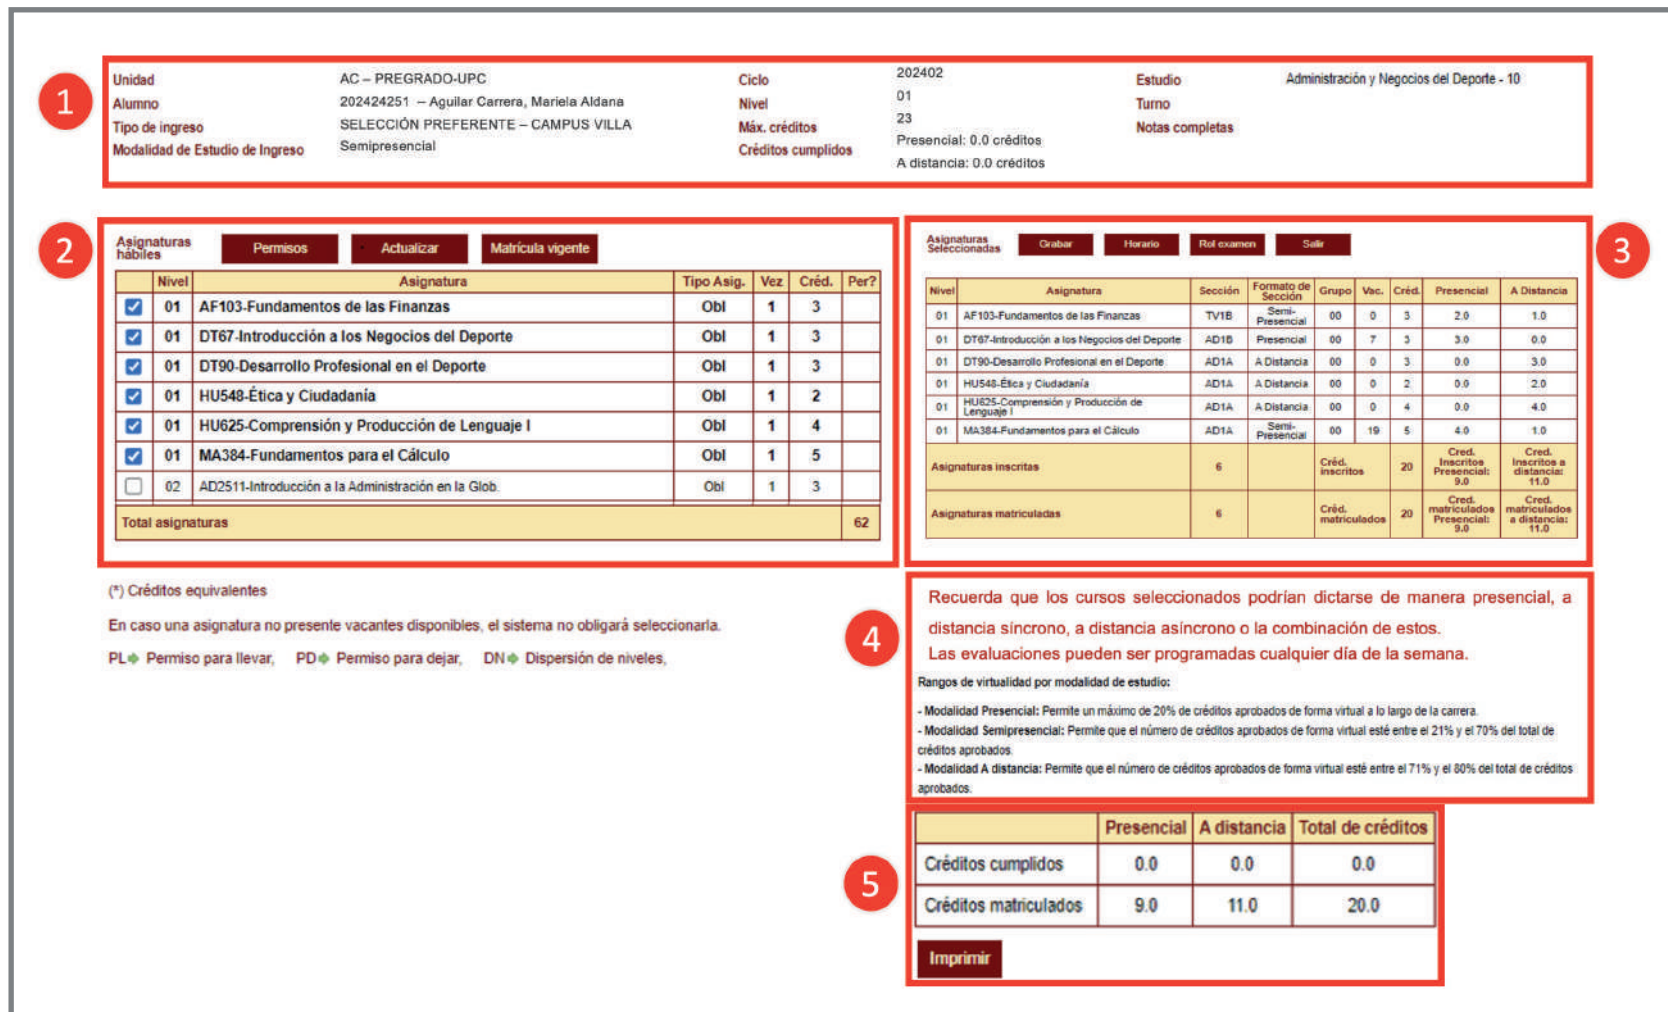 1
Unidad AC – PREGRADO-UPC Ciclo 202402 Estudio Administración y Negocios del Deporte - 10
Alumno 202424251 – Aguilar Carrera, Mariela Aldana Nivel 01 Turno
Tipo de ingreso SELECCIÓN PREFERENTE – CAMPUS VILLA Máx. créditos 23 Notas completas
Modalidad de Estudio de Ingreso Semipresencial Créditos cumplidos Presencial: 0.0 créditos
A distancia: 0.0 créditos
2
Asignaturas hábiles Permisos Actualizar Matrícula vigente
Nivel Asignatura Tipo Asig. Vez Créd. Per?
01 AF103-Fundamentos de las Finanzas Obl 1 3
01 DT67-Introducción a los Negocios del Deporte Obl 1 3
01 DT90-Desarrollo Profesional en el Deporte Obl 1 3
01 HU548-Ética y Ciudadanía Obl 1 2
01 HU625-Comprensión y Producción de Lenguaje I Obl 1 4
01 MA384-Fundamentos para el Cálculo Obl 1 5
02 AD2511-Introducción a la Administración en la Glob. Obl 1 3
Total asignaturas 62
(*) Créditos equivalentes
En caso una asignatura no presente vacantes disponibles, el sistema no obligará seleccionarla.
PL Permiso para llevar, PD Permiso para dejar, DN Dispersión de niveles,
3
Asignaturas Seleccionadas Grabar Horario Rol examen Salir
Nivel Asignatura Sección Formato de Sección Grupo Vac. Créd. Presencial A Distancia
01 AF103-Fundamentos de las Finanzas TV1B Semi-Presencial 00 0 3 2.0 1.0
01 DT67-Introducción a los Negocios del Deporte AD1B Presencial 00 7 3 3.0 0.0
01 DT90-Desarrollo Profesional en el Deporte AD1A A Distancia 00 0 3 0.0 3.0
01 HU548-Ética y Ciudadanía AD1A A Distancia 00 0 2 0.0 2.0
01 HU625-Comprensión y Producción de Lenguaje I AD1A A Distancia 00 0 4 0.0 4.0
01 MA384-Fundamentos para el Cálculo AD1A Semi-Presencial 00 19 5 4.0 1.0
Asignaturas inscritas 6 Créd. inscritos 20 Cred. Inscritos Presencial: 9.0 Cred. Inscritos a distancia: 11.0
Asignaturas matriculadas 6 Créd. matriculados 20 Cred. matriculados Presencial: 9.0 Cred. matriculados a distancia: 11.0
4
Recuerda que los cursos seleccionados podrían dictarse de manera presencial, a
distancia síncrono, a distancia asíncrono o la combinación de estos.
Las evaluaciones pueden ser programadas cualquier día de la semana.
Rangos de virtualidad por modalidad de estudio:
- Modalidad Presencial: Permite un máximo de 20% de créditos aprobados de forma virtual a lo largo de la carrera.
- Modalidad Semipresencial: Permite que el número de créditos aprobados de forma virtual esté entre el 21% y el 70% del total de
créditos aprobados.
- Modalidad A distancia: Permite que el número de créditos aprobados de forma virtual esté entre el 71% y el 80% del total de créditos
aprobados.
5
Presencial A distancia Total de créditos
Créditos cumplidos 0.0 0.0 0.0
Créditos matriculados 9.0 11.0 20.0
Imprimir